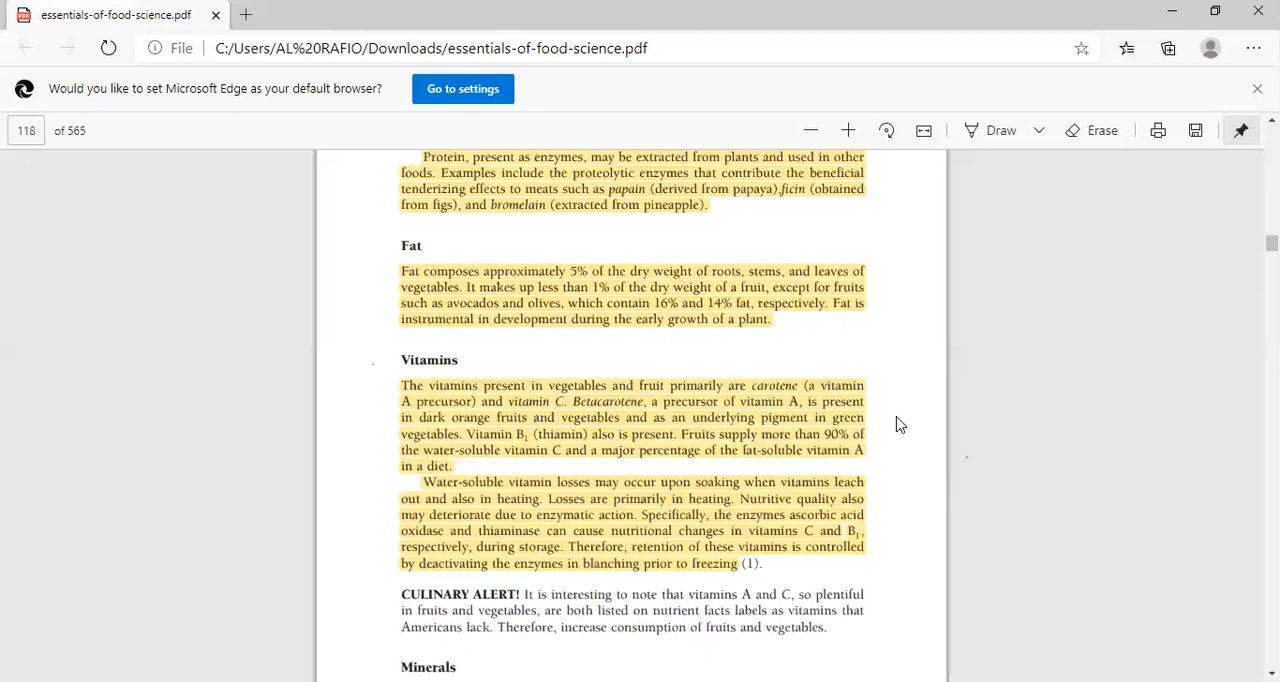 essentials-of-food-science.pdf
File
C:/Users/AL%20RAFIO/Downloads/essentials-of-food-science.pdf
Would you like to set Microsoft Edge as your default browser?
Go to settings
118 of 565
Draw
Erase
Protein, present as enzymes, may be extracted from plants and used in other
foods. Examples include the proteolytic enzymes that contribute the beneficial
tenderizing effects to meats such as papain (derived from papaya),ficin (obtained
from figs), and bromelain (extracted from pineapple).
Fat
Fat composes approximately 5% of the dry weight of roots, stems, and leaves of
vegetables. It makes up less than 1% of the dry weight of a fruit, except for fruits
such as avocados and olives, which contain 16% and 14% fat, respectively. Fat is
instrumental in development during the early growth of a plant.
Vitamins
The vitamins present in vegetables and fruit primarily are carotene (a vitamin
A precursor) and vitamin C. Betacarotene, a precursor of vitamin A, is present
in dark orange fruits and vegetables and as an underlying pigment in green
vegetables. Vitamin B1 (thiamin) also is present. Fruits supply more than 90% of
the water-soluble vitamin C and a major percentage of the fat-soluble vitamin A
in a diet.
Water-soluble vitamin losses may occur upon soaking when vitamins leach
out and also in heating. Losses are primarily in heating. Nutritive quality also
may deteriorate due to enzymatic action. Specifically, the enzymes ascorbic acid
oxidase and thiaminase can cause nutritional changes in vitamins C and B1,
respectively, during storage. Therefore, retention of these vitamins is controlled
by deactivating the enzymes in blanching prior to freezing (1).
CULINARY ALERT! It is interesting to note that vitamins A and C, so plentiful
in fruits and vegetables, are both listed on nutrient facts labels as vitamins that
Americans lack. Therefore, increase consumption of fruits and vegetables.
Minerals